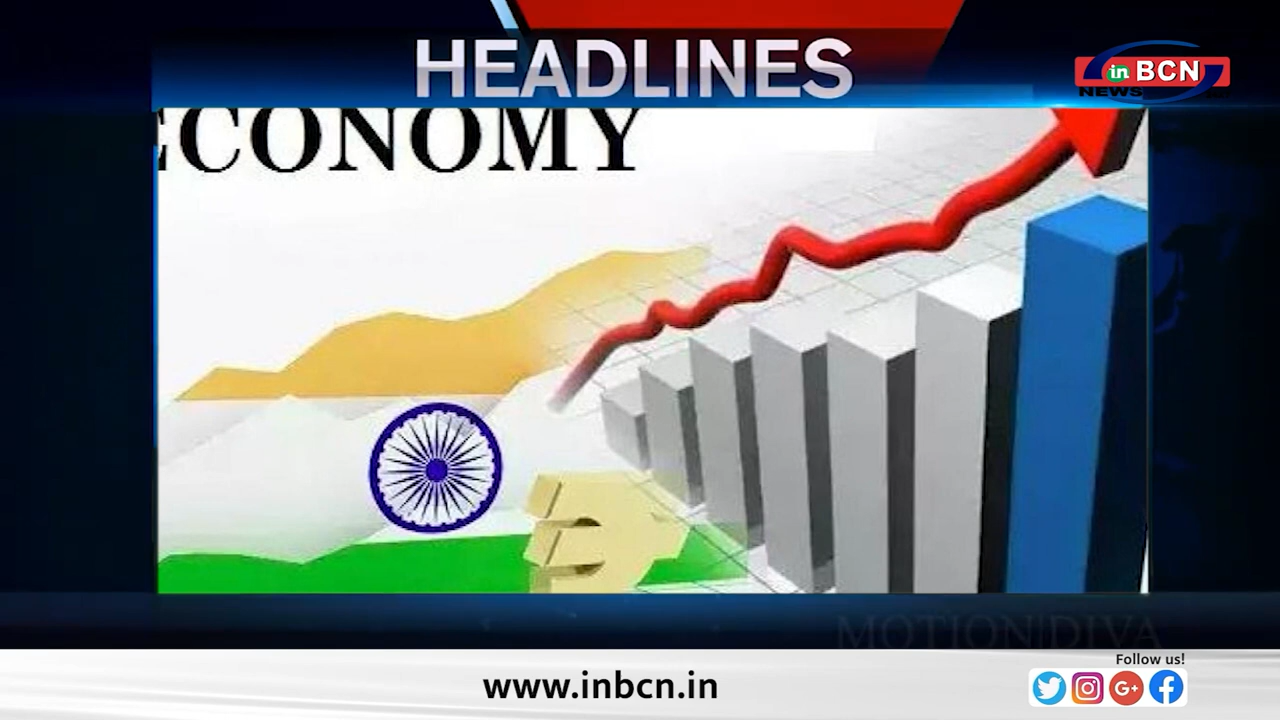 HEADLINES
in BCN
NEWS
ECONOMY
MOTION|DIVA
Follow us!
www.inbcn.in